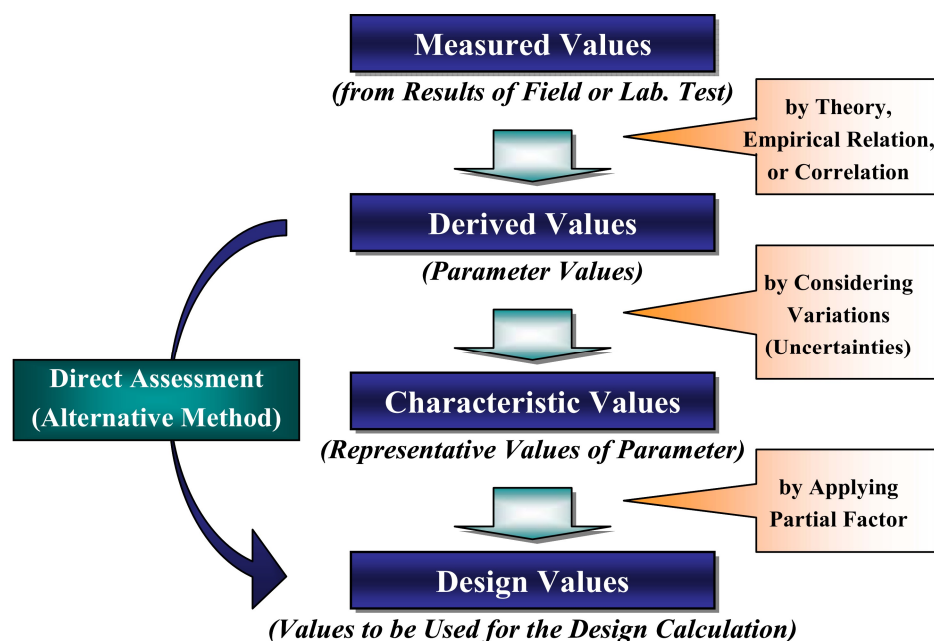 Measured Values
(from Results of Field or Lab. Test)
by Theory,
Empirical Relation,
or Correlation
Derived Values
(Parameter Values)
by Considering
Variations
(Uncertainties)
Direct Assessment
(Alternative Method)
Characteristic Values
(Representative Values of Parameter)
by Applying
Partial Factor
Design Values
(Values to be Used for the Design Calculation)